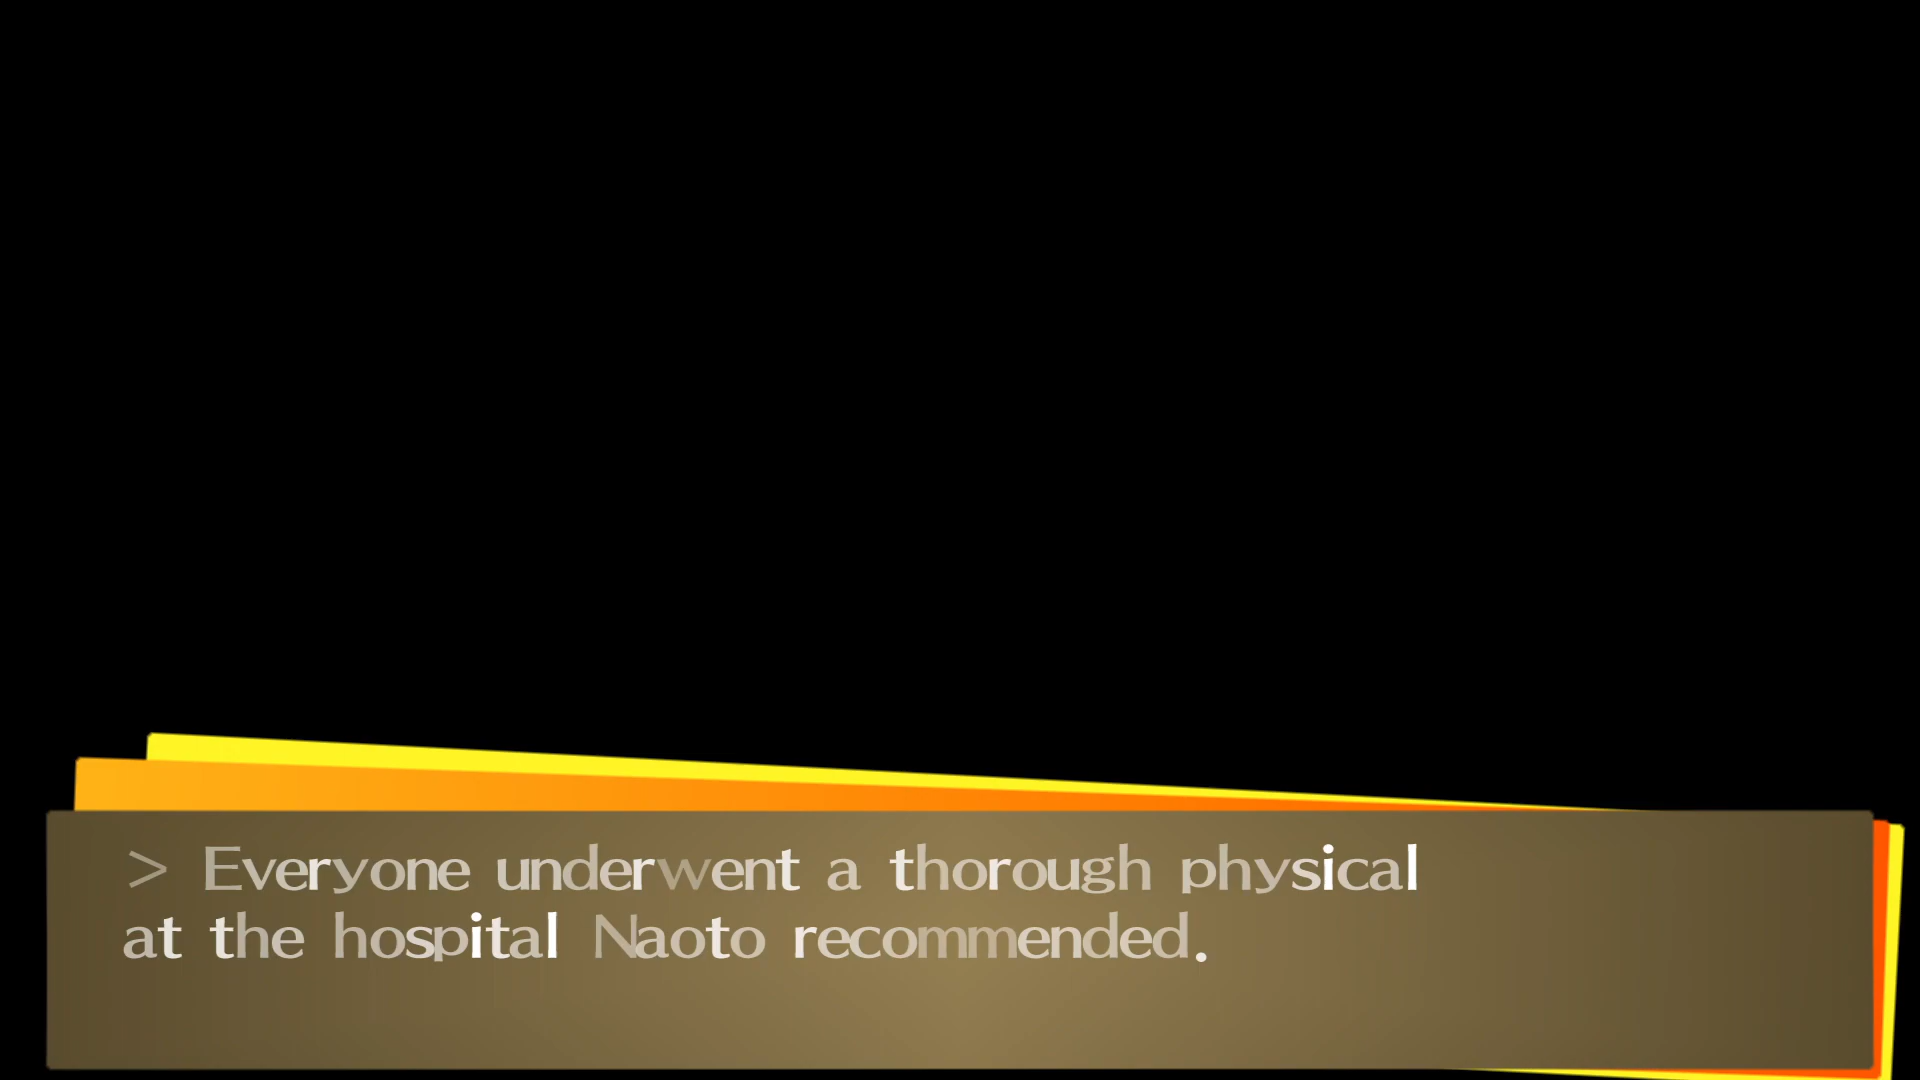 > Everyone underwent a thorough physical
at the hospital Naoto recommended.